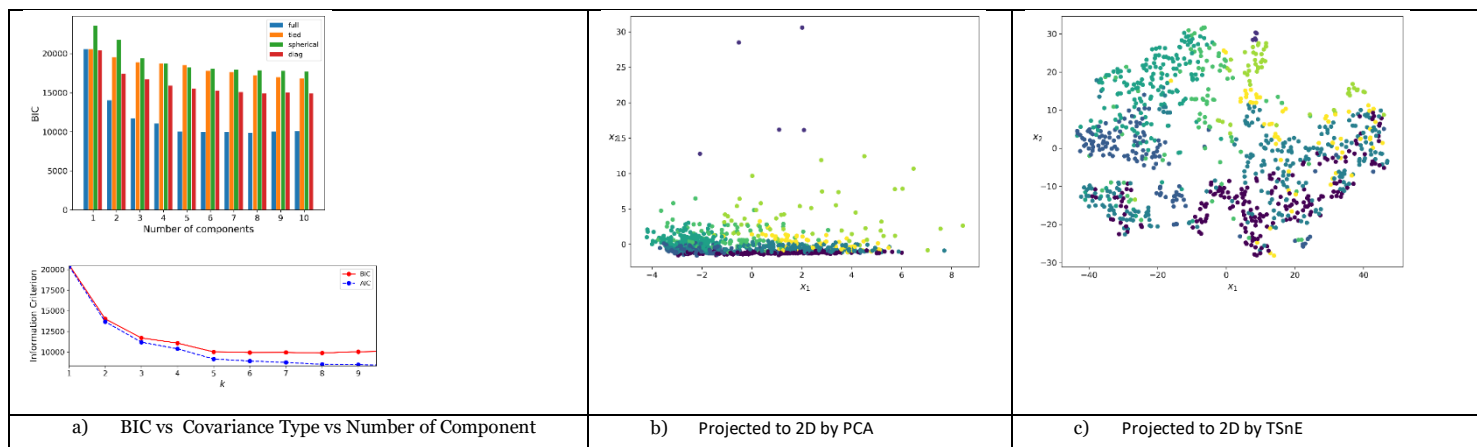 full
tied
spherical
diag
20000
15000
10000
5000
0
BIC
1 2 3 4 5 6 7 8 9 10
Number of components
BIC
AIC
20000
17500
15000
12500
10000
Information Criterion
1 2 3 4 5 6 7 8 9
k
a) BIC vs Covariance Type vs Number of Component
30
25
20
15
10
5
0
−4 −2 0 2 4 6 8
x₁
b) Projected to 2D by PCA
30
20
10
0
−10
−20
−30
x₂
−40 −20 0 20 40
x₁
c) Projected to 2D by TSnE